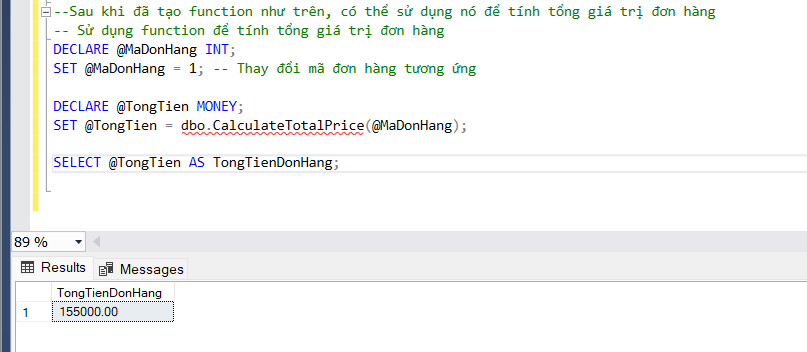 --Sau khi đã tạo function như trên, có thể sử dụng nó để tính tổng giá trị đơn hàng
-- Sử dụng function để tính tổng giá trị đơn hàng
DECLARE @MaDonHang INT;
SET @MaDonHang = 1; -- Thay đổi mã đơn hàng tương ứng
DECLARE @TongTien MONEY;
SET @TongTien = dbo.CalculateTotalPrice(@MaDonHang);
SELECT @TongTien AS TongTienDonHang;
89 %
Results Messages
TongTienDonHang
1 155000.00